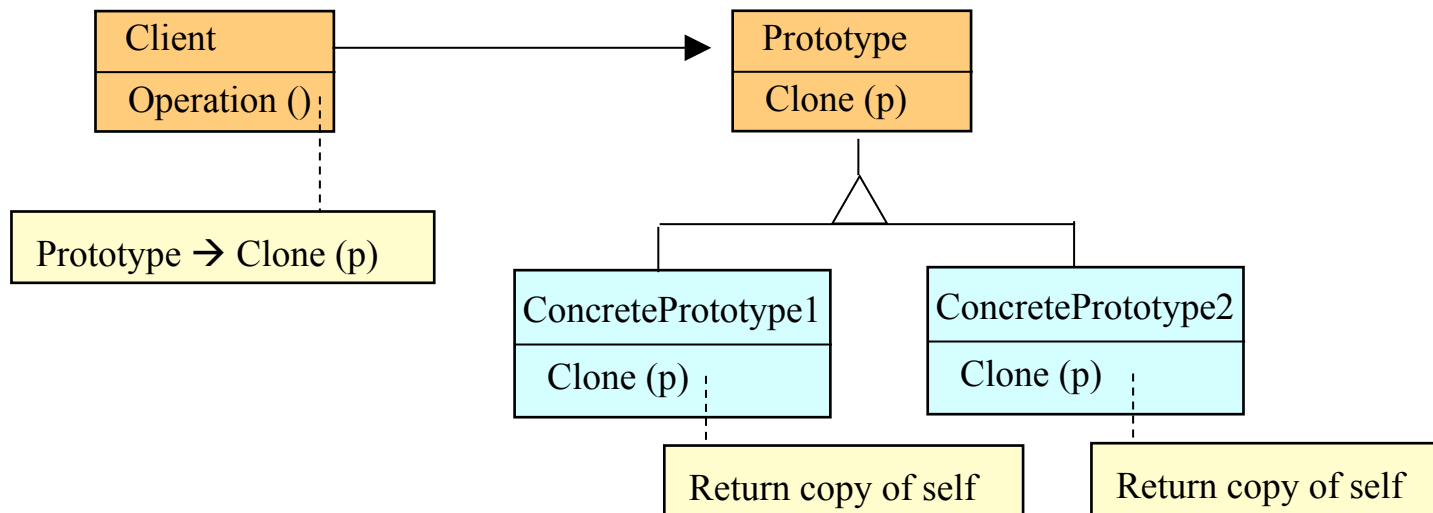 Client
Operation ()
Prototype
Clone (p)
Prototype → Clone (p)
ConcretePrototype1
Clone (p)
ConcretePrototype2
Clone (p)
Return copy of self
Return copy of self